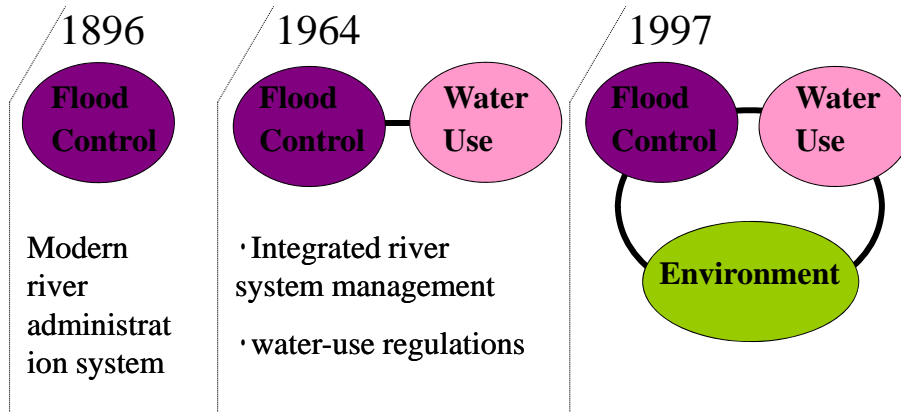 1896
Flood
Control
Modern
river
administrat
ion system
1964
Flood
Control
Water
Use
·Integrated river
system management
·water-use regulations
1997
Flood
Control
Water
Use
Environment